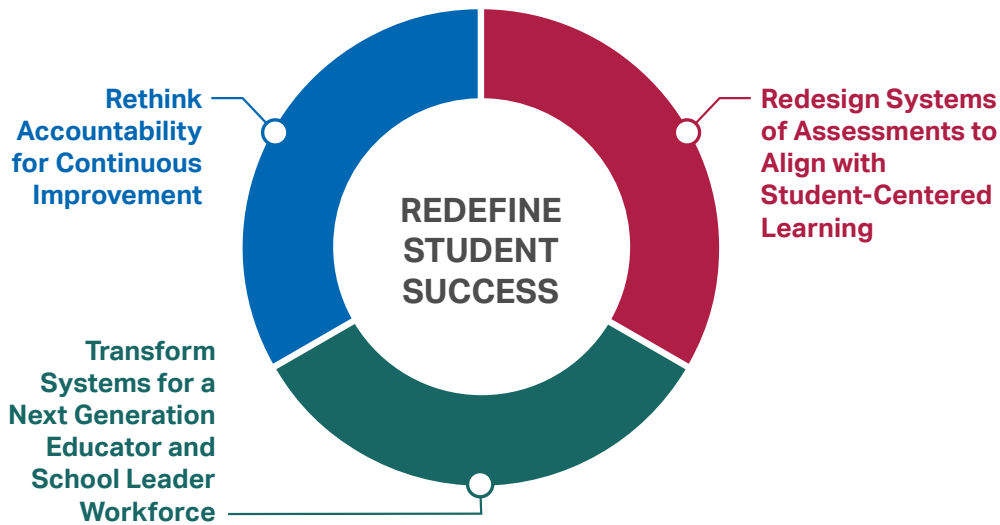 Rethink
Accountability
for Continuous
Improvement
Redesign Systems
of Assessments to
Align with
Student-Centered
Learning
REDEFINE
STUDENT
SUCCESS
Transform
Systems for a
Next Generation
Educator and
School Leader
Workforce